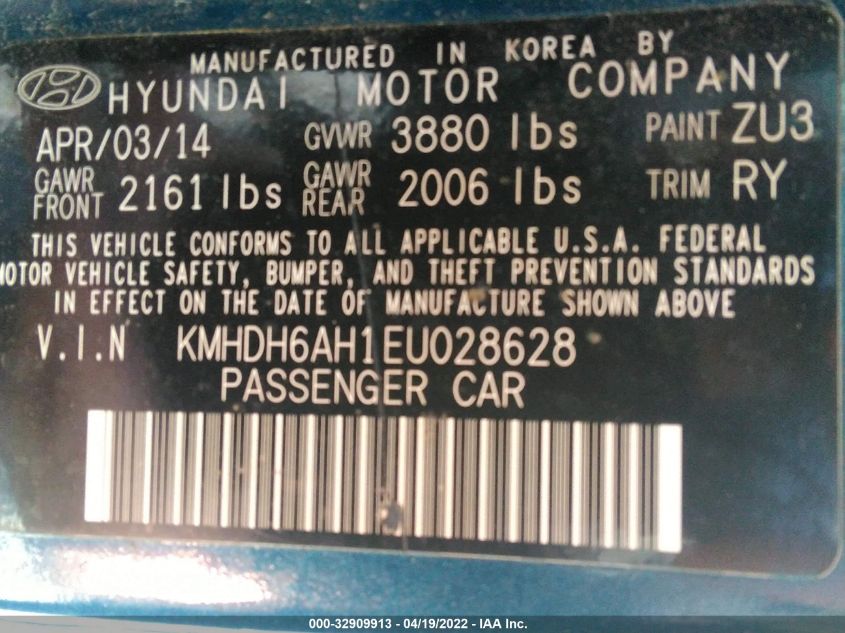 MANUFACTURED IN KOREA BY
HYUNDAI MOTOR COMPANY
APR/03/14 GVWR 3880 lbs PAINT ZU3
GAWR FRONT 2161 lbs GAWR REAR 2006 lbs TRIM RY
THIS VEHICLE CONFORMS TO ALL APPLICABLE U.S.A. FEDERAL
MOTOR VEHICLE SAFETY, BUMPER, AND THEFT PREVENTION STANDARDS
IN EFFECT ON THE DATE OF MANUFACTURE SHOWN ABOVE
V.I.N KMHDH6AH1EU028628
PASSENGER CAR
000-32909913 - 04/19/2022 - IAA Inc.